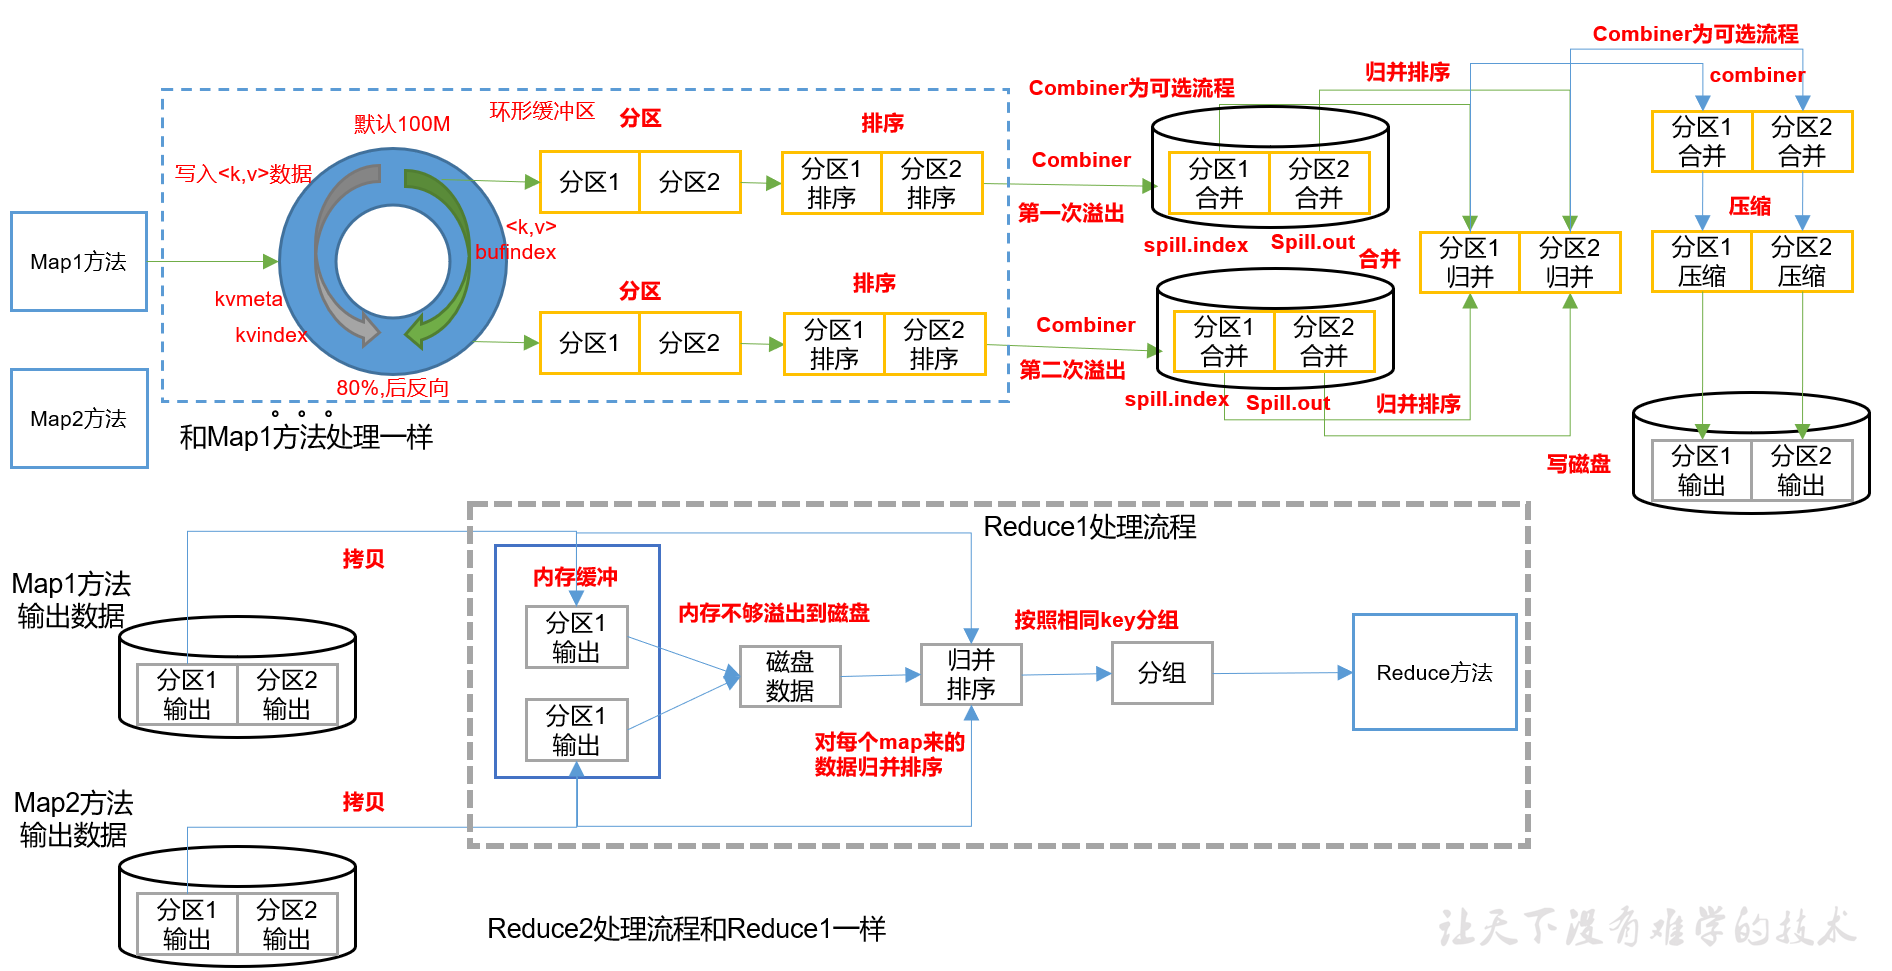 Combiner为可选流程
归并排序
combiner
Combiner为可选流程
默认100M
环形缓冲区
分区
排序
写入<k,v>数据
分区1
分区2
分区1
排序
分区2
排序
Combiner
第一次溢出
分区1
合并
分区2
合并
分区1
合并
分区2
合并
压缩
Map1方法
<k,v>
bufindex
spill.index
Spill.out
合并
分区1
归并
分区2
归并
分区1
压缩
分区2
压缩
kvmeta
kvindex
分区
排序
分区1
分区2
分区1
排序
分区2
排序
Combiner
第二次溢出
分区1
合并
分区2
合并
80%,后反向
spill.index
Spill.out
归并排序
Map2方法
。。。
和Map1方法处理一样
写磁盘
分区1
输出
分区2
输出
Reduce1处理流程
拷贝
Map1方法
输出数据
分区1
输出
分区2
输出
内存缓冲
分区1
输出
分区1
输出
内存不够溢出到磁盘
磁盘
数据
归并
排序
按照相同key分组
分组
Reduce方法
对每个map来的
数据归并排序
Map2方法
输出数据
拷贝
分区1
输出
分区2
输出
Reduce2处理流程和Reduce1一样
让天下没有难学的技术